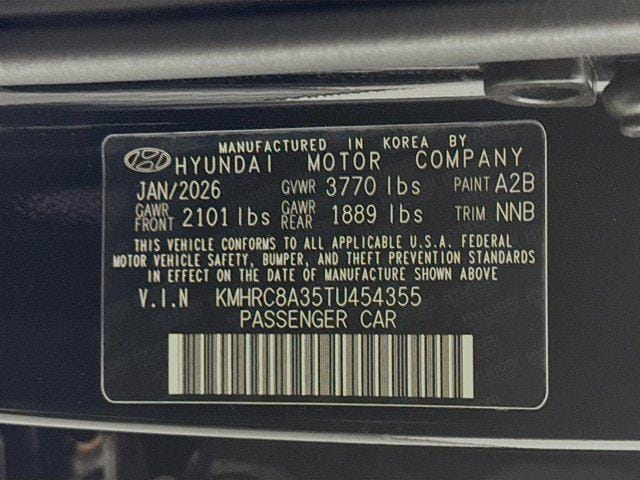 MANUFACTURED IN KOREA BY
HYUNDAI MOTOR COMPANY
JAN/2026 GVWR 3770 lbs PAINT A2B
GAWR FRONT 2101 lbs GAWR REAR 1889 lbs TRIM NNB
THIS VEHICLE CONFORMS TO ALL APPLICABLE U.S.A. FEDERAL
MOTOR VEHICLE SAFETY, BUMPER, AND THEFT PREVENTION STANDARDS
IN EFFECT ON THE DATE OF MANUFACTURE SHOWN ABOVE
V.I.N KMHRC8A35TU454355
PASSENGER CAR